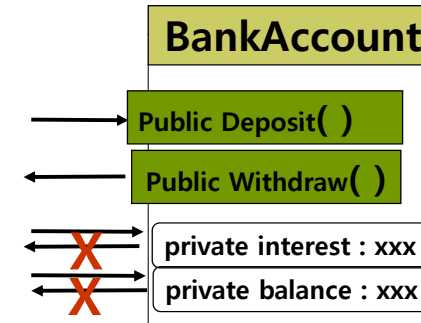 BankAccount
Public Deposit( )
Public Withdraw( )
private interest : xxx
X
private balance : xxx
X